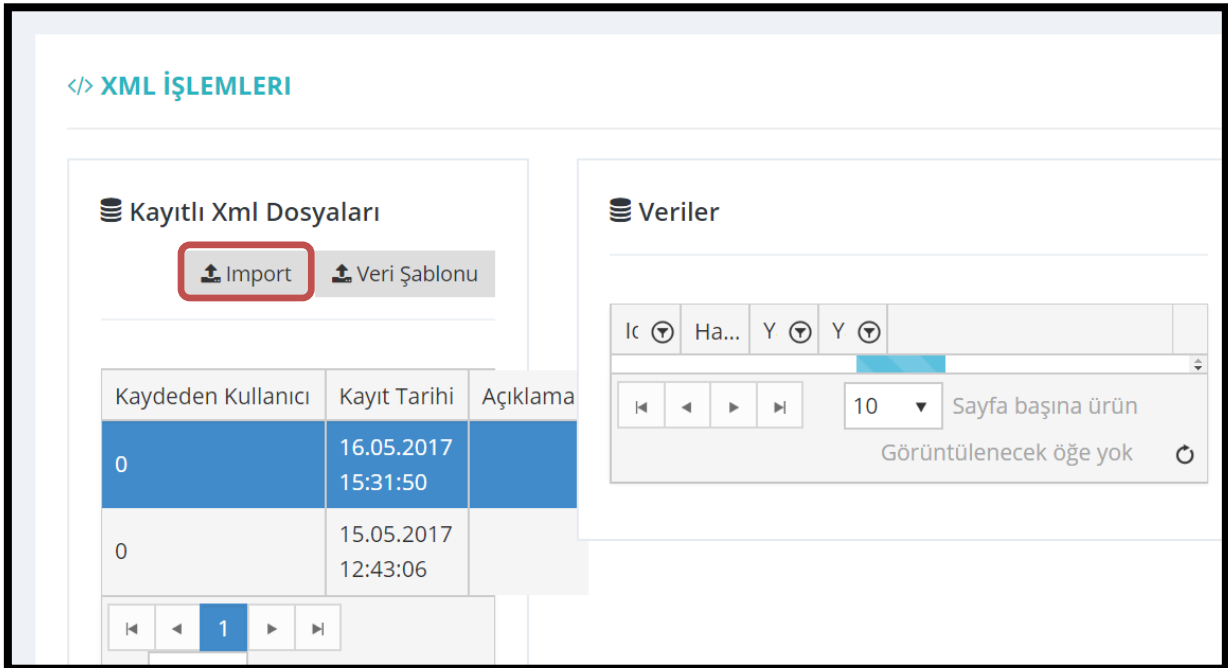 </> XML İŞLEMLERI
Kayıtlı Xml Dosyaları
Import Veri Şablonu
Kaydeden Kullanıcı Kayıt Tarihi Açıklama
0 16.05.2017
15:31:50
0 15.05.2017
12:43:06
1
Veriler
Ha... Y Y
10 Sayfa başına ürün
Görüntülenecek öğe yok